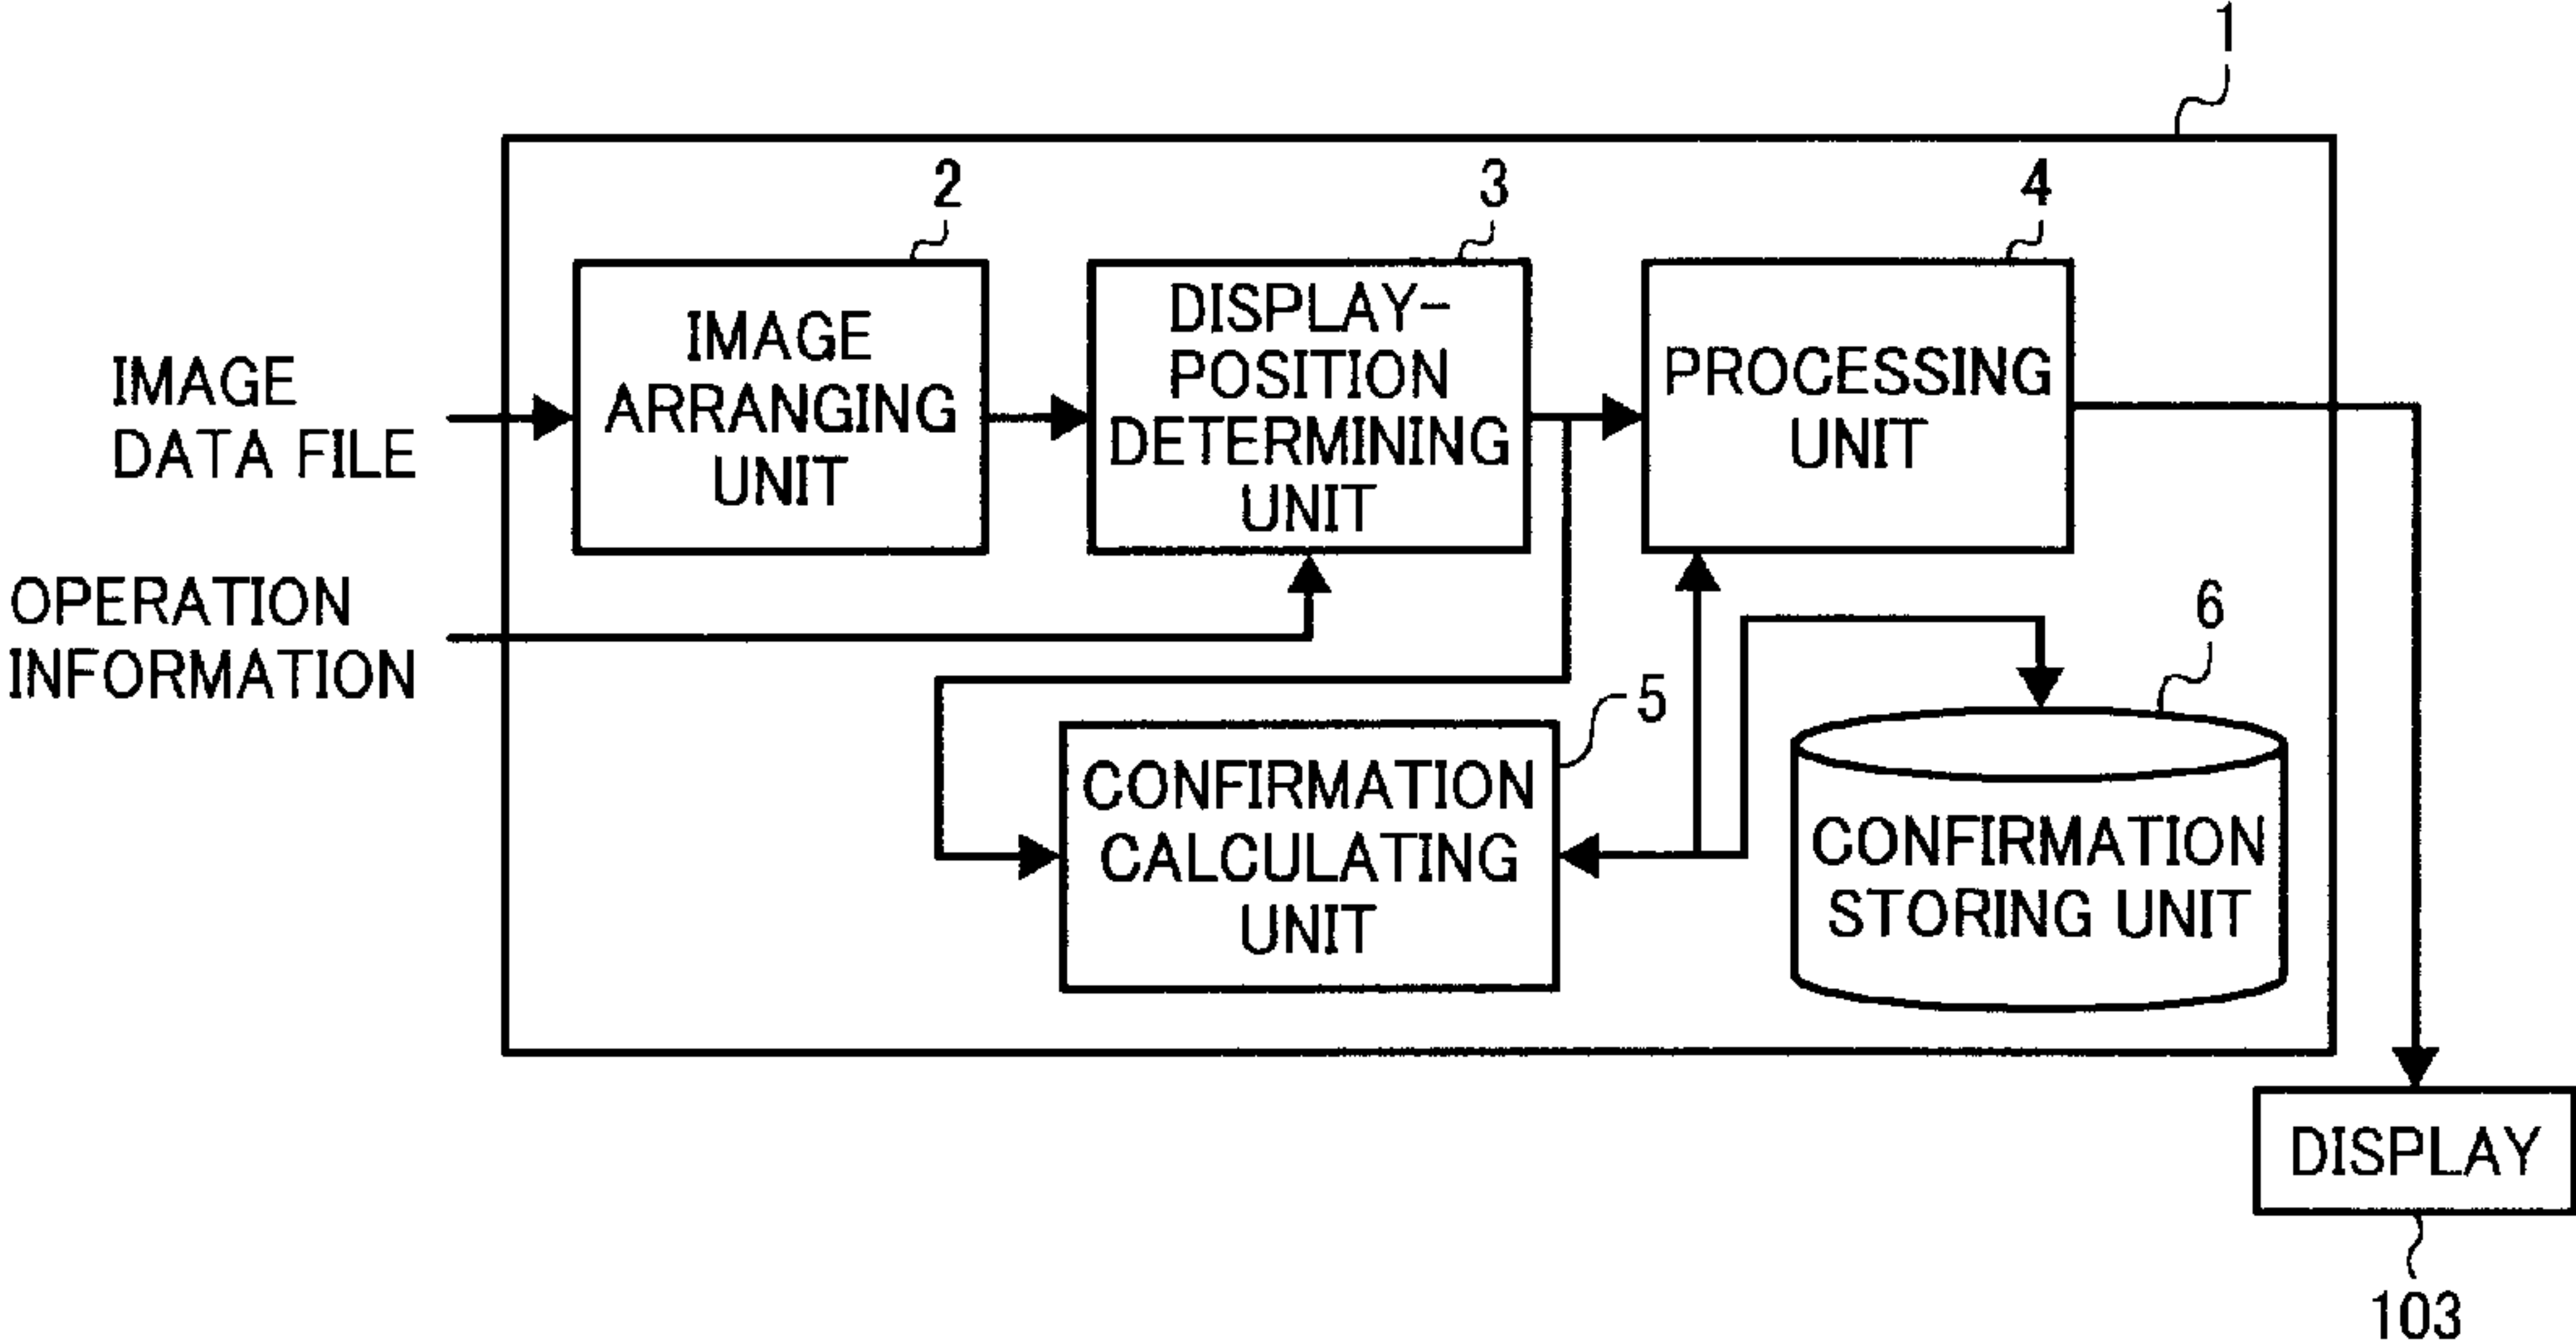 1
2
3
4
IMAGE
DATA FILE
IMAGE
ARRANGING
UNIT
DISPLAY-
POSITION
DETERMINING
UNIT
PROCESSING
UNIT
OPERATION
INFORMATION
5
6
CONFIRMATION
CALCULATING
UNIT
CONFIRMATION
STORING UNIT
DISPLAY
103